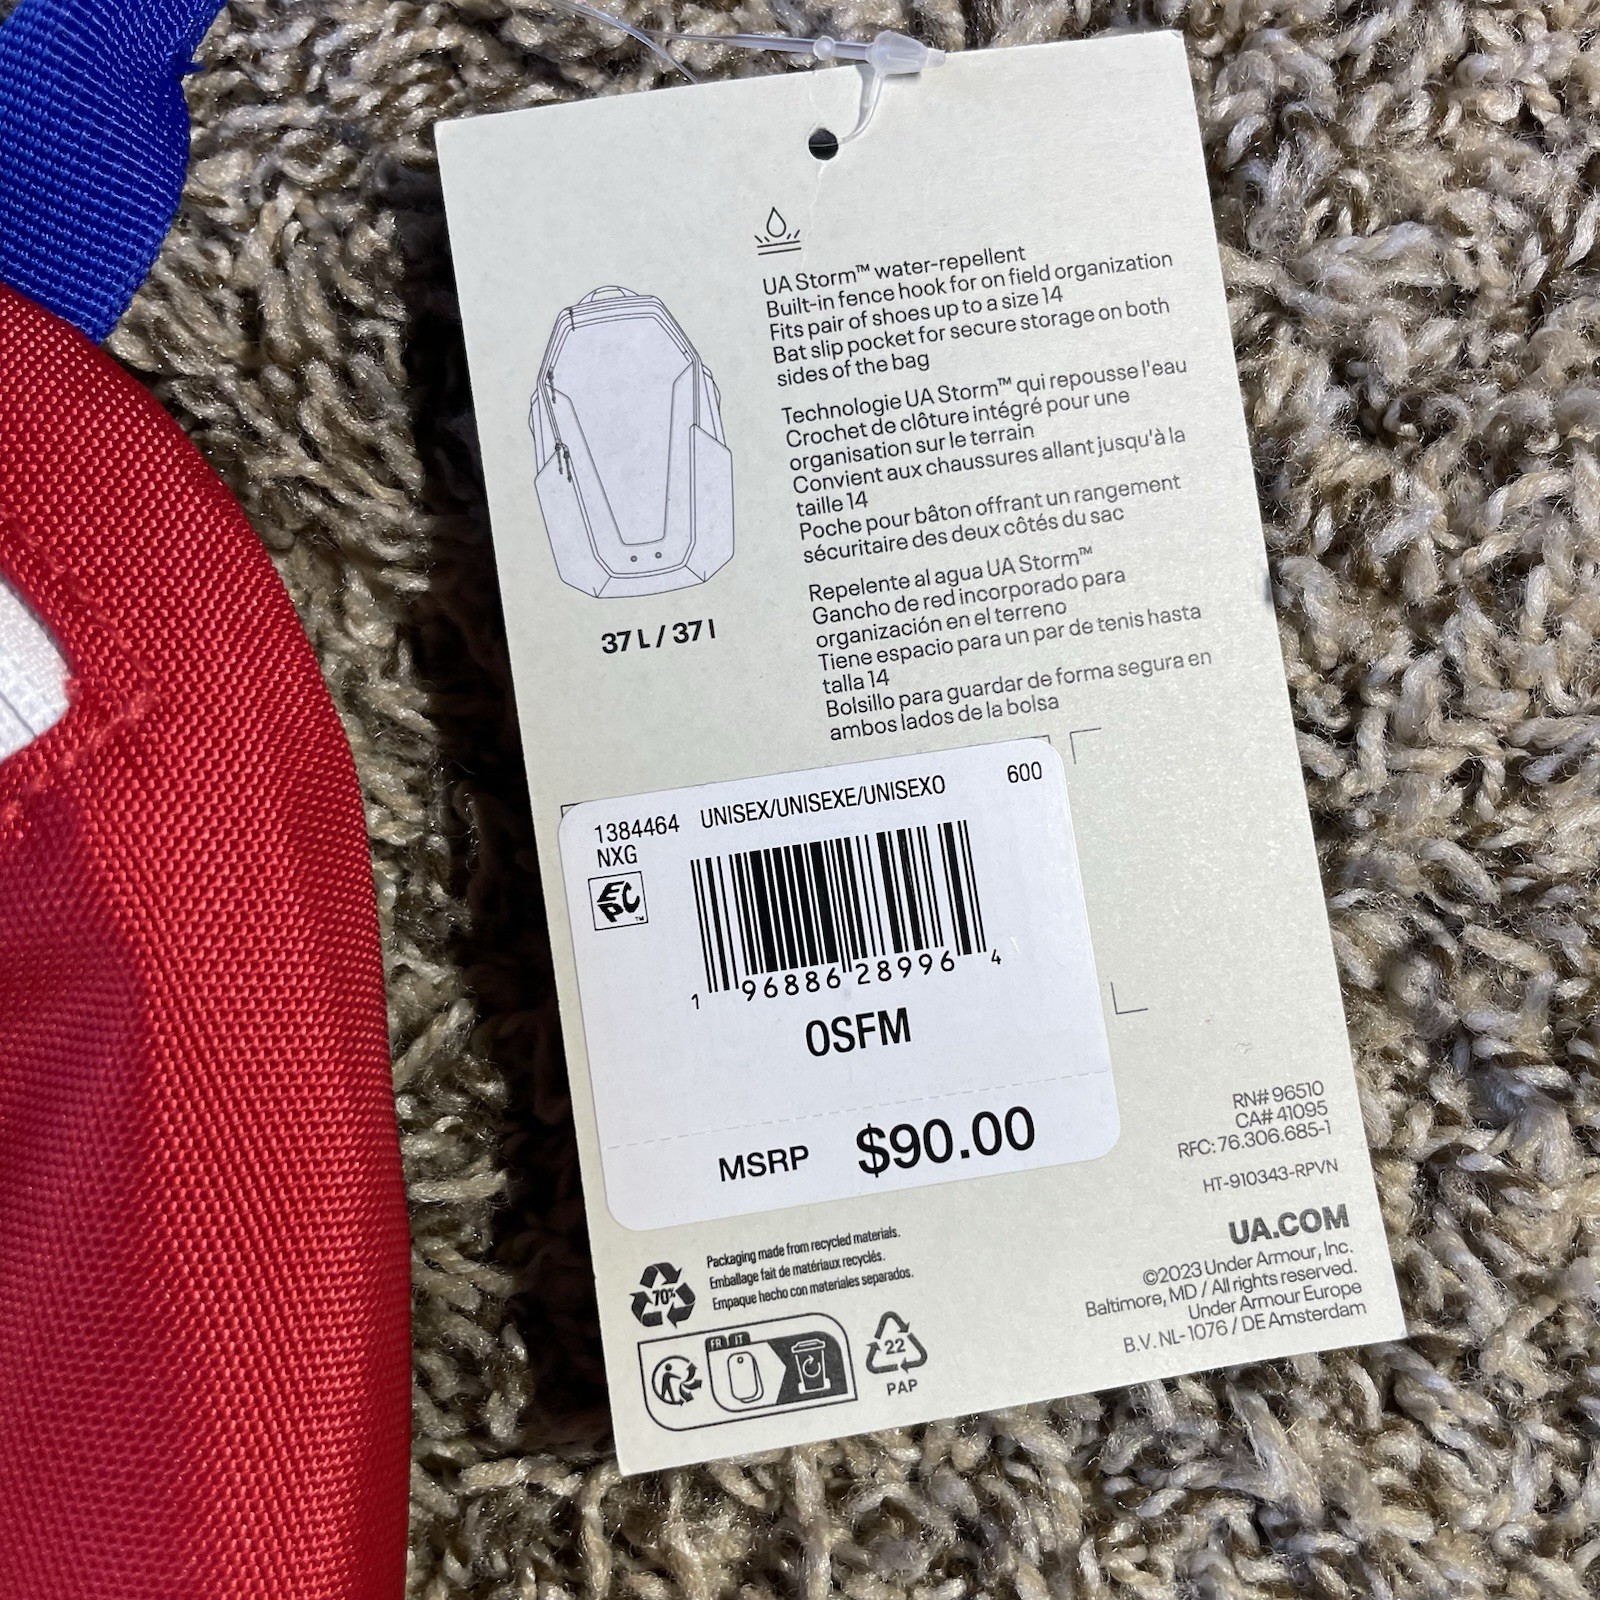 UA Storm™ water-repellent
Built-in fence hook for on field organization
Fits pair of shoes up to a size 14
Bat slip pocket for secure storage on both
sides of the bag
Technologie UA Storm™ qui repousse l'eau
Crochet de clôture intégré pour une
organisation sur le terrain
Convient aux chaussures allant jusqu'à la
taille 14
Poche pour bâton offrant un rangement
sécuritaire des deux côtés du sac
Repelente al agua UA Storm™
Gancho de red incorporado para
organización en el terreno
Tiene espacio para un par de tenis hasta
talla 14
Bolsillo para guardar de forma segura en
ambos lados de la bolsa
37 L / 37 l
1384464 UNISEX/UNISEXE/UNISEXO 600
NXG
EPC™
1 96886 28996 4
OSFM
MSRP $90.00
RN# 96510
CA# 41095
RFC: 76.306.685-1
HT-910343-RPVN
UA.COM
©2023 Under Armour, Inc.
Baltimore, MD / All rights reserved.
Under Armour Europe
B.V. NL-1076 / DE Amsterdam
70%
Packaging made from recycled materials.
Emballage fait de matériaux recyclés.
Empaque hecho con materiales separados.
FR IT
22
PAP